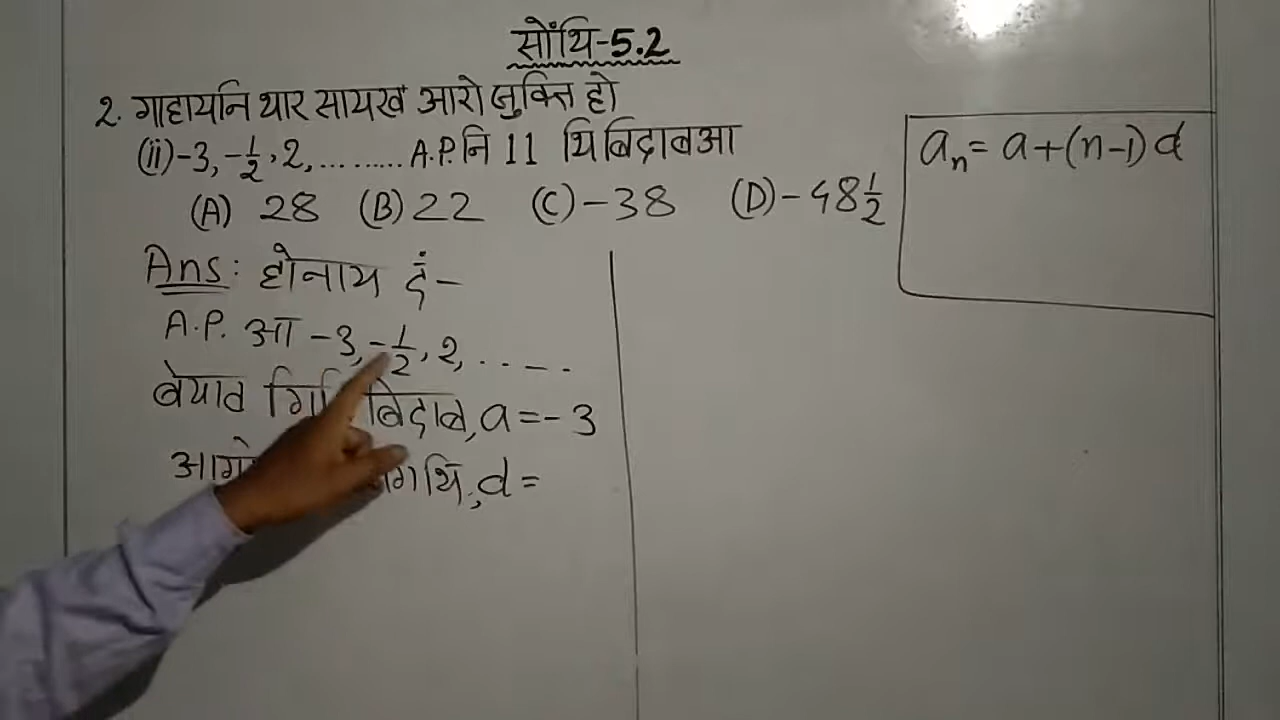 सोंथि-5.2
2. गाहायनि थार सायख' आरो जुक्ति हो
(ii) -3, -1/2, 2, ......... A.P. नि 11 थि बिदाबआ
(A) 28 (B) 22 (C) -38 (D) -48 1/2
aₙ = a+(n-1)d
Ans: होनाय दं-
A.P. आ -3, -1/2, 2, .....
बेयाव बिदाब, a = -3
d =